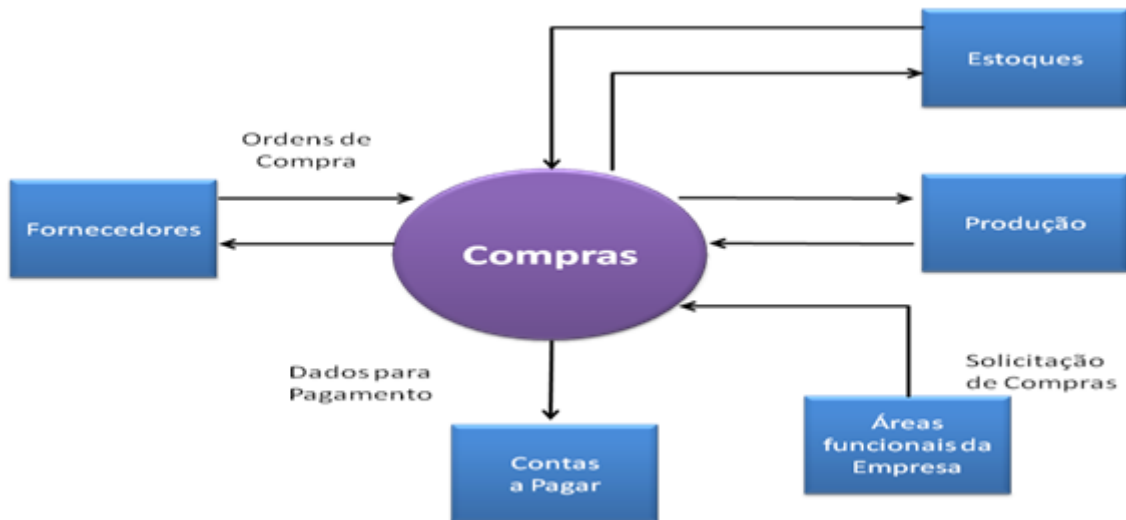 Estoques
Ordens de
Compra
Fornecedores
Produção
Compras
Dados para
Pagamento
Solicitação
de Compras
Contas
a Pagar
Áreas
funcionais da
Empresa